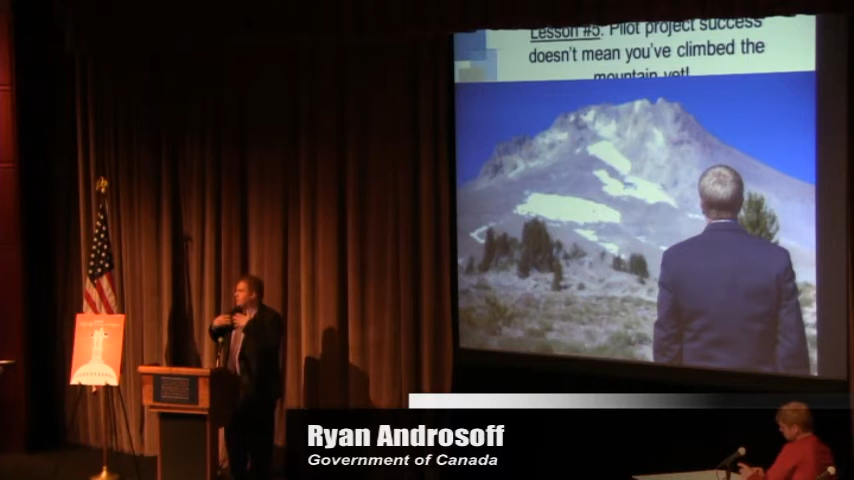 Lesson #5: Pilot project success
doesn't mean you've climbed the
mountain yet!
Ryan Androsoff
Government of Canada